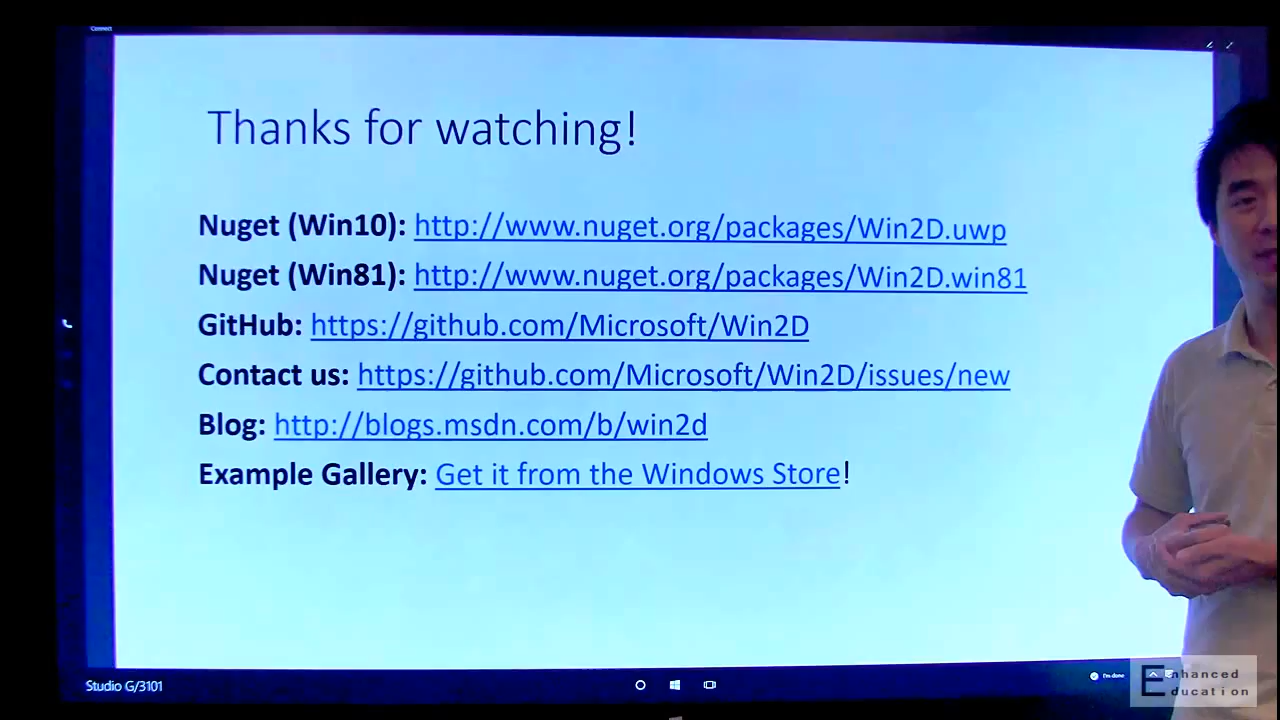 Connect
Thanks for watching!
Nuget (Win10): http://www.nuget.org/packages/Win2D.uwp
Nuget (Win81): http://www.nuget.org/packages/Win2D.win81
GitHub: https://github.com/Microsoft/Win2D
Contact us: https://github.com/Microsoft/Win2D/issues/new
Blog: http://blogs.msdn.com/b/win2d
Example Gallery: Get it from the Windows Store!
Studio G/3101
I'm done
Enhanced
Education